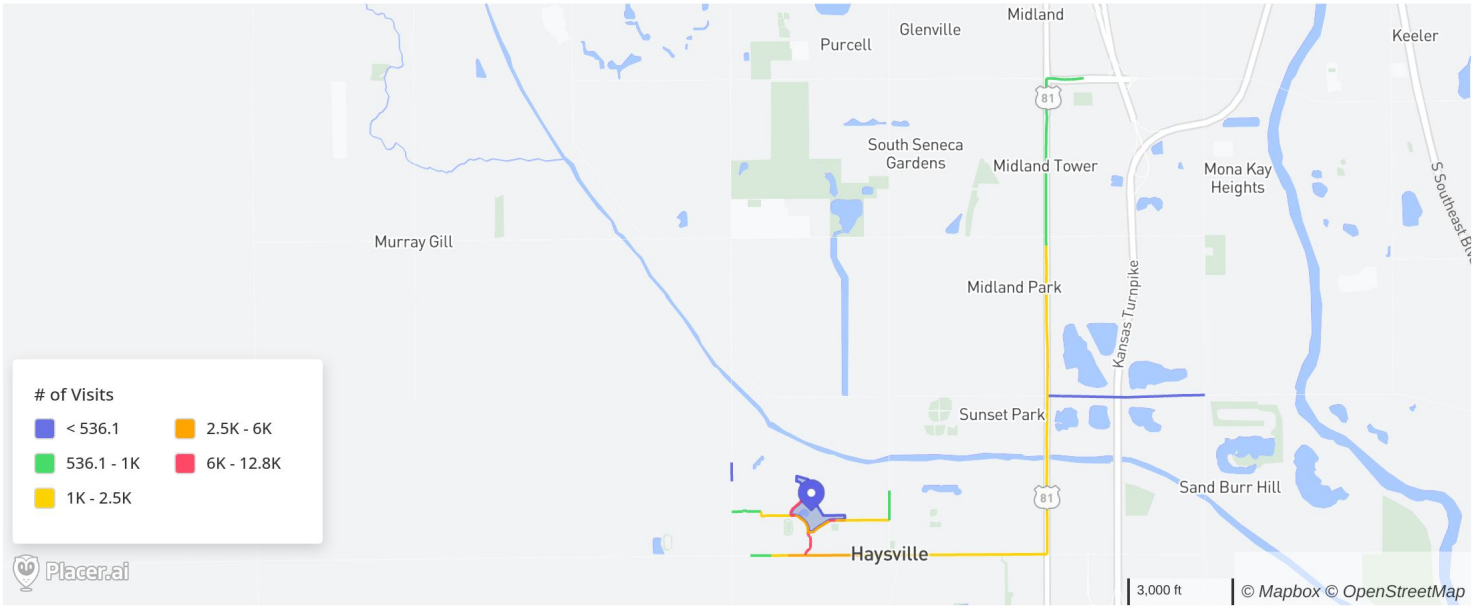 Midland
Glenville
Purcell
Keeler
81
South Seneca
Gardens
Midland Tower
Mona Kay
Heights
S Southeast Blv
Murray Gill
Midland Park
Kansas Turnpike
Sunset Park
# of Visits
< 536.1
2.5K - 6K
536.1 - 1K
6K - 12.8K
1K - 2.5K
Sand Burr Hill
81
Haysville
Placer.ai
3,000 ft
© Mapbox © OpenStreetMap